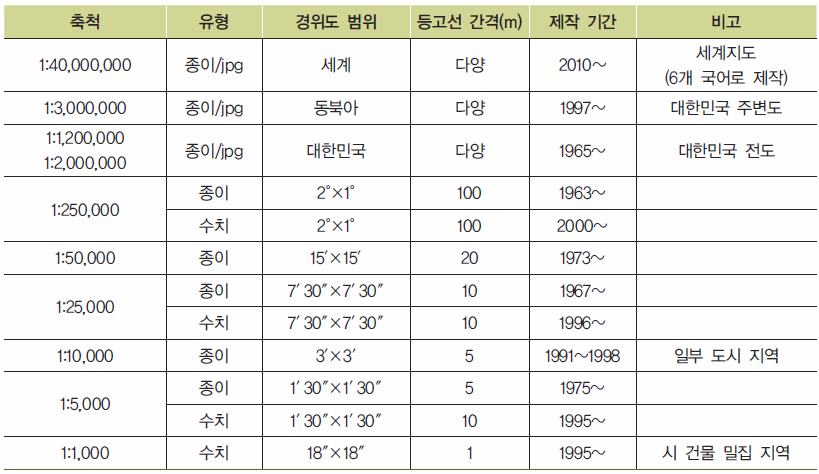 축척 유형 경위도 범위 등고선 간격(m) 제작 기간 비고
1:40,000,000 종이/jpg 세계 다양 2010~ 세계지도
(6개 국어로 제작)
1:3,000,000 종이/jpg 동북아 다양 1997~ 대한민국 주변도
1:1,200,000
1:2,000,000 종이/jpg 대한민국 다양 1965~ 대한민국 전도
1:250,000 종이 2°×1° 100 1963~
수치 2°×1° 100 2000~
1:50,000 종이 15′×15′ 20 1973~
1:25,000 종이 7′ 30″×7′ 30″ 10 1967~
수치 7′ 30″×7′ 30″ 10 1996~
1:10,000 종이 3′×3′ 5 1991~1998 일부 도시 지역
1:5,000 종이 1′ 30″×1′ 30″ 5 1975~
수치 1′ 30″×1′ 30″ 10 1995~
1:1,000 수치 18″×18″ 1 1995~ 시 건물 밀집 지역